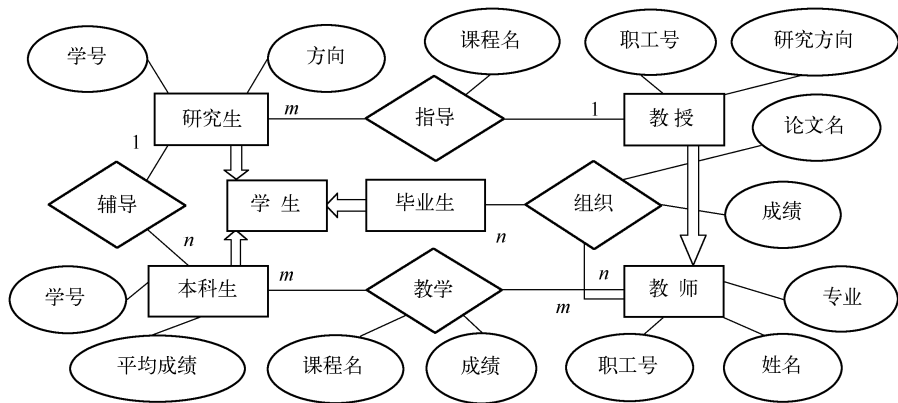 学号
方向
课程名
职工号
研究方向
研究生
m
指导
1
教授
论文名
1
辅导
学生
毕业生
n
组织
成绩
n
学号
本科生
m
教学
n
m
教师
专业
平均成绩
课程名
成绩
职工号
姓名